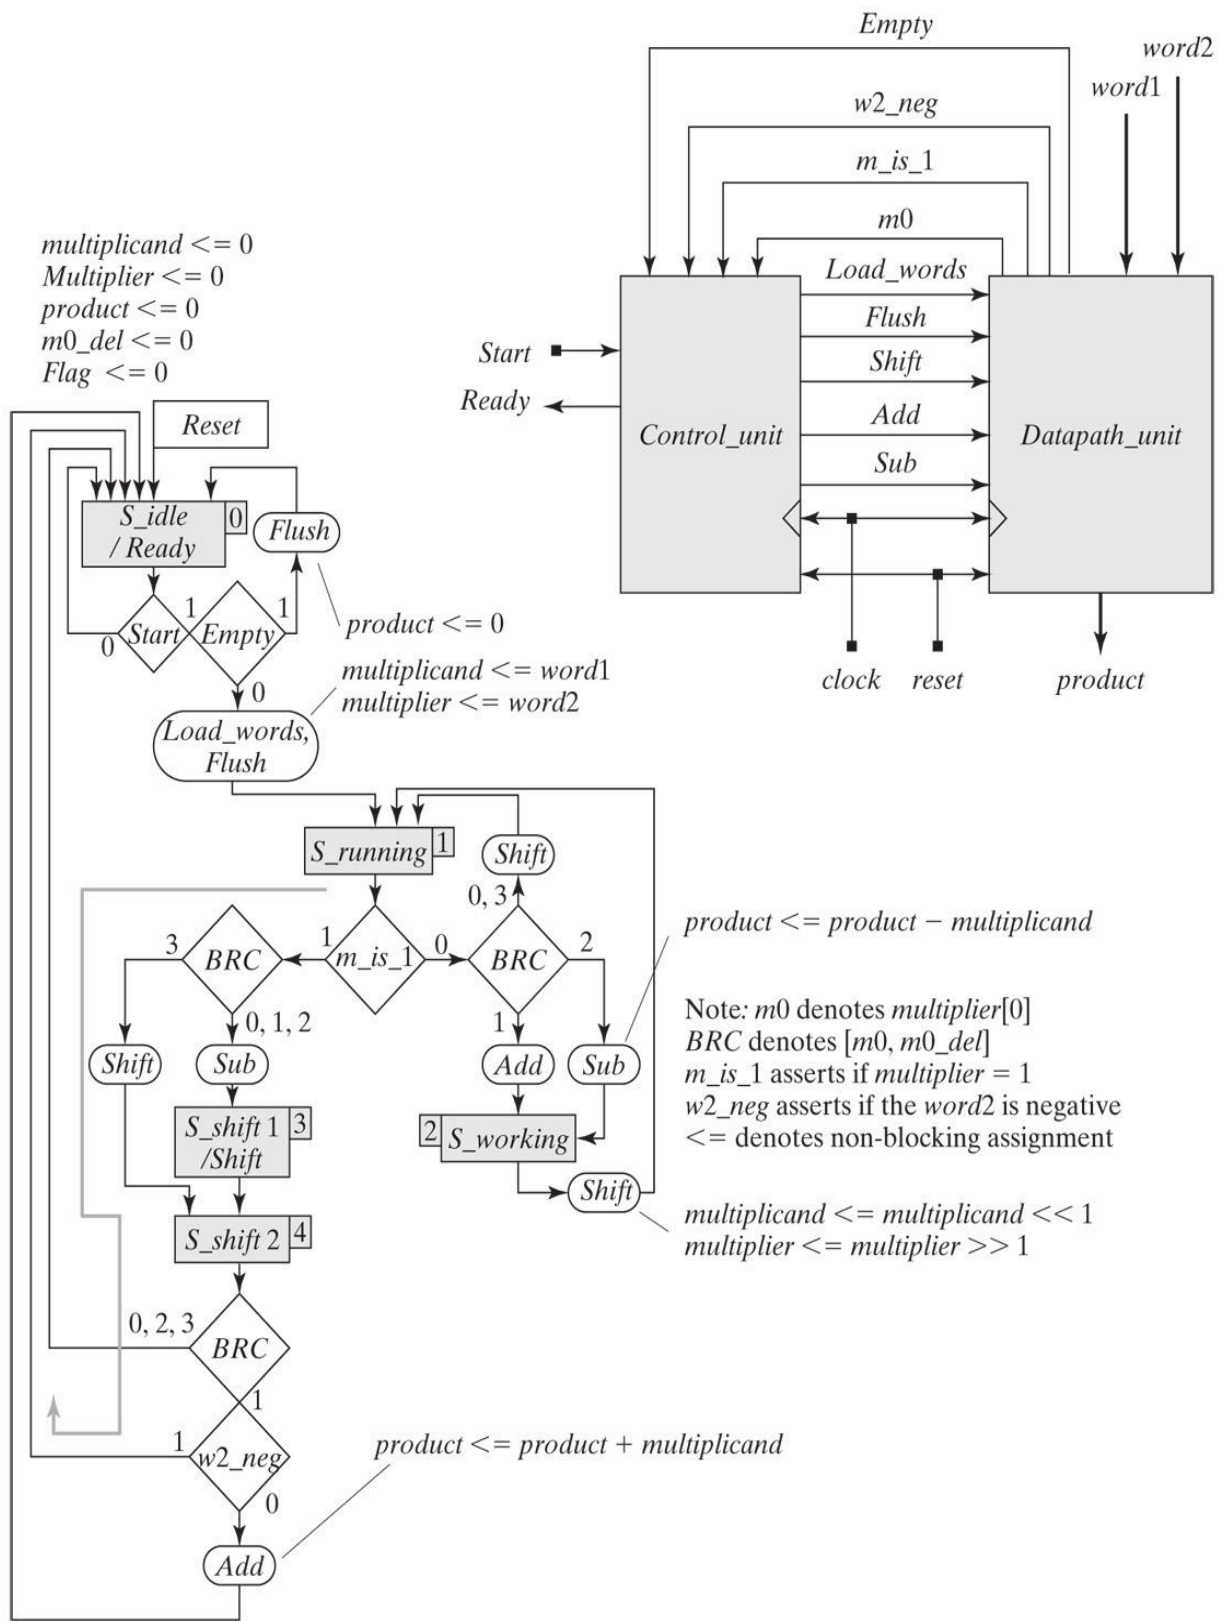 Empty
word2
word1
w2_neg
m_is_1
m0
Load_words
Flush
Shift
Add
Sub
Start
Ready
Control_unit
Datapath_unit
clock
reset
product
multiplicand <= 0
Multiplier <= 0
product <= 0
m0_del <= 0
Flag <= 0
Reset
S_idle
/ Ready
0
Flush
Start
0
1
Empty
1
0
product <= 0
multiplicand <= word1
multiplier <= word2
Load_words,
Flush
S_running
1
Shift
0, 3
3
BRC
1
m_is_1
0
BRC
2
0, 1, 2
1
Shift
Sub
Add
Sub
product <= product − multiplicand
Note: m0 denotes multiplier[0]
BRC denotes [m0, m0_del]
m_is_1 asserts if multiplier = 1
w2_neg asserts if the word2 is negative
<= denotes non-blocking assignment
S_shift 1
/Shift
3
2
S_working
Shift
S_shift 2
4
multiplicand <= multiplicand << 1
multiplier <= multiplier >> 1
0, 2, 3
BRC
1
1
w2_neg
0
product <= product + multiplicand
Add